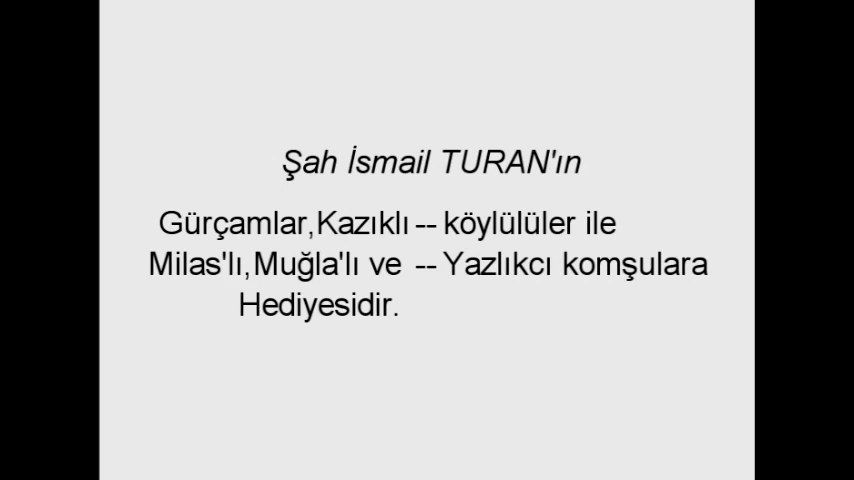 Şah İsmail TURAN'ın
Gürçamlar,Kazıklı -- köylülüler ile
Milas'lı,Muğla'lı ve -- Yazlıkcı komşulara
Hediyesidir.